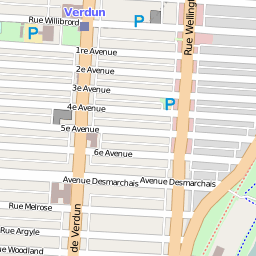 Verdun
Rue Willibrord
P
P
1re Avenue
2e Avenue
3e Avenue
4e Avenue
P
5e Avenue
6e Avenue
Avenue Desmarchais
Avenue Desmarchais
Rue Melrose
Rue Argyle
Rue Woodland
de Verdun
Rue Wellin